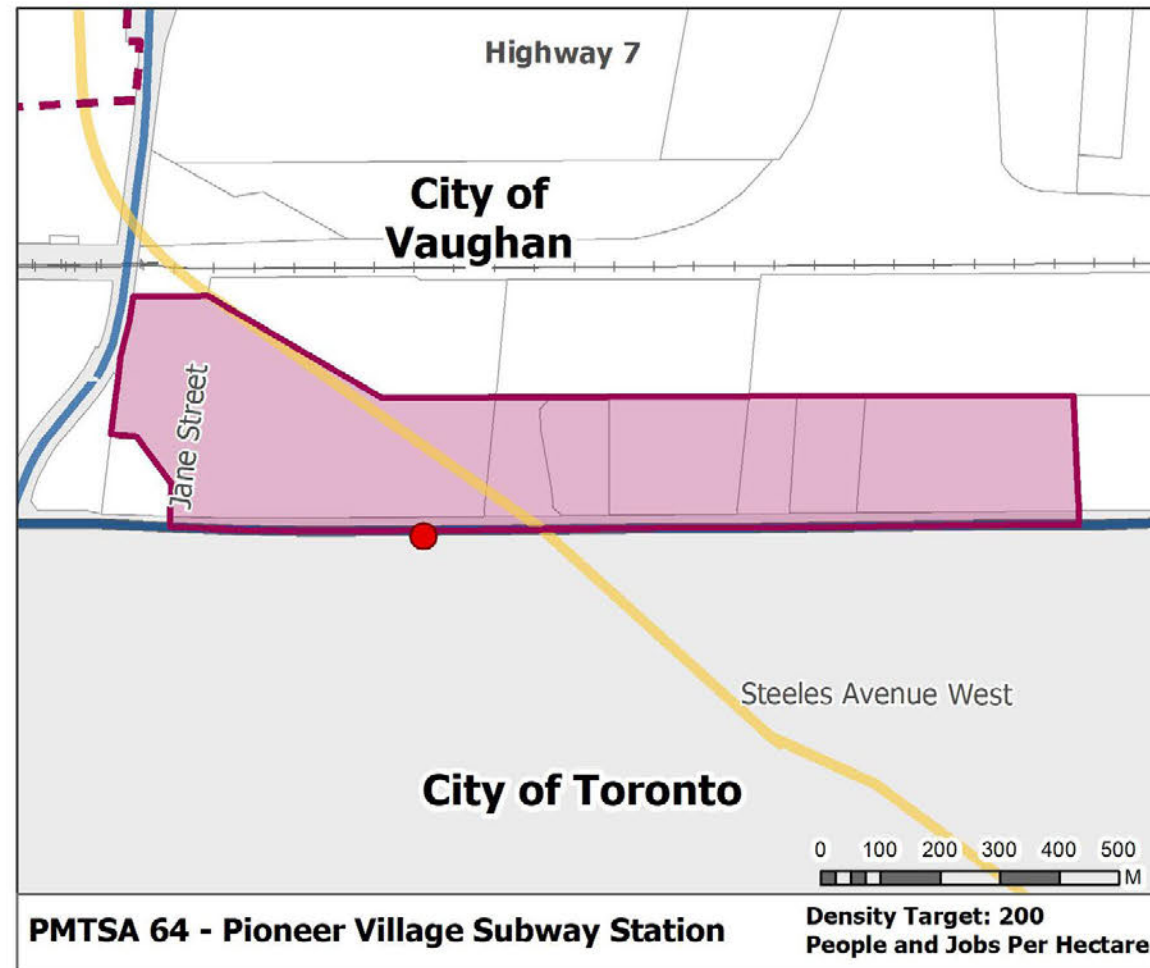 Highway 7
City of
Vaughan
Jane Street
Steeles Avenue West
City of Toronto
0 100 200 300 400 500
M
PMTSA 64 - Pioneer Village Subway Station
Density Target: 200
People and Jobs Per Hectare